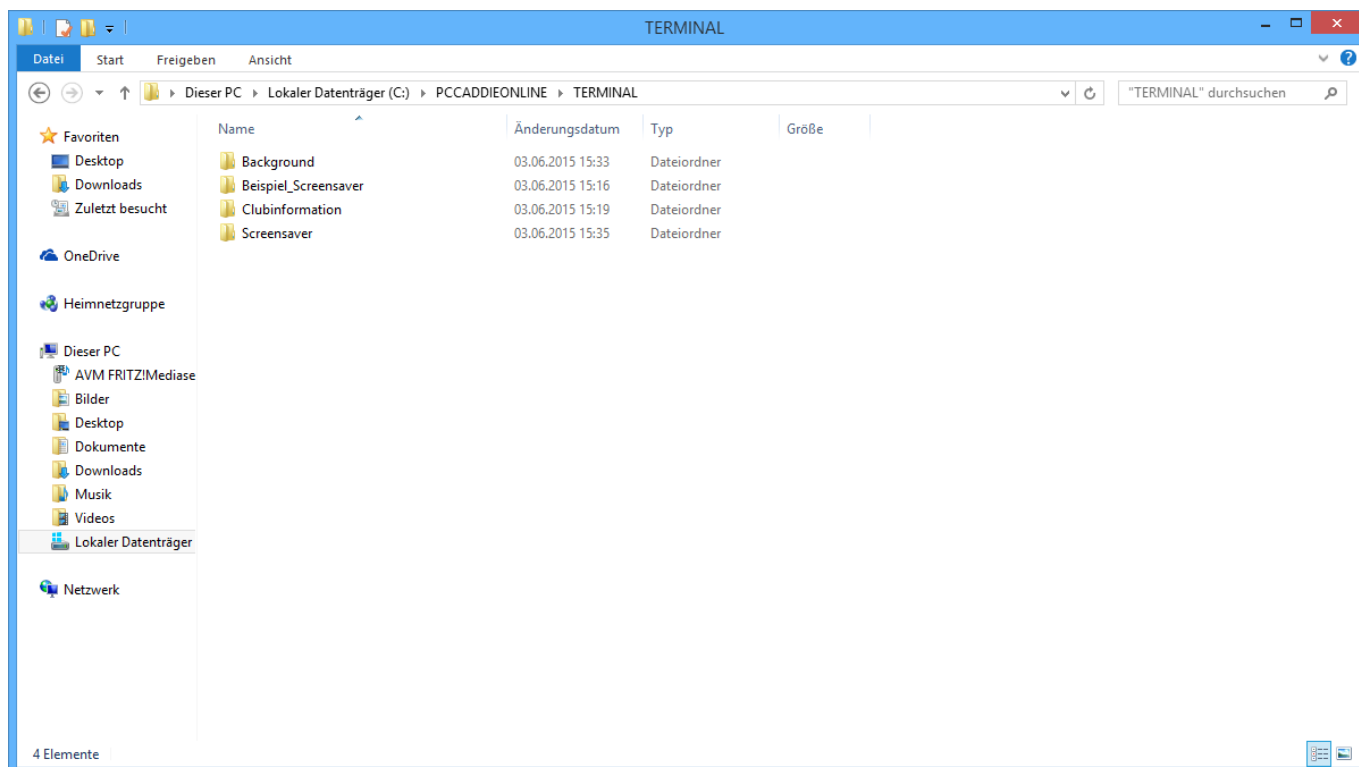 TERMINAL
Datei Start Freigeben Ansicht
Dieser PC Lokaler Datenträger (C:) PCCADDIEONLINE TERMINAL "TERMINAL" durchsuchen
Favoriten
Desktop
Downloads
Zuletzt besucht
OneDrive
Heimnetzgruppe
Dieser PC
AVM FRITZ!Mediase
Bilder
Desktop
Dokumente
Downloads
Musik
Videos
Lokaler Datenträger
Netzwerk
Name Änderungsdatum Typ Größe
Background 03.06.2015 15:33 Dateiordner
Beispiel_Screensaver 03.06.2015 15:16 Dateiordner
Clubinformation 03.06.2015 15:19 Dateiordner
Screensaver 03.06.2015 15:35 Dateiordner
4 Elemente